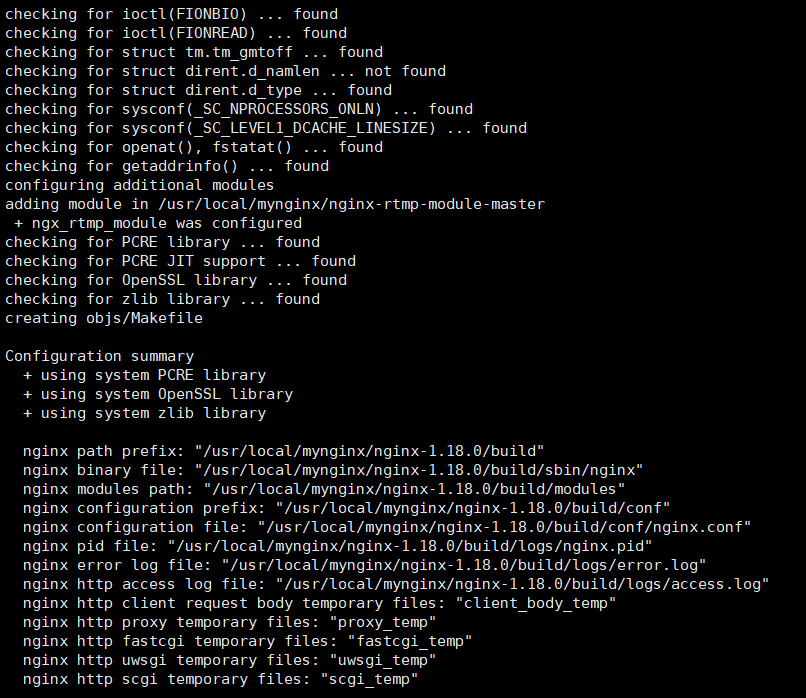 checking for ioctl(FIONBIO) ... found
checking for ioctl(FIONREAD) ... found
checking for struct tm.tm_gmtoff ... found
checking for struct dirent.d_namlen ... not found
checking for struct dirent.d_type ... found
checking for sysconf(_SC_NPROCESSORS_ONLN) ... found
checking for sysconf(_SC_LEVEL1_DCACHE_LINESIZE) ... found
checking for openat(), fstatat() ... found
checking for getaddrinfo() ... found
configuring additional modules
adding module in /usr/local/mynginx/nginx-rtmp-module-master
 + ngx_rtmp_module was configured
checking for PCRE library ... found
checking for PCRE JIT support ... found
checking for OpenSSL library ... found
checking for zlib library ... found
creating objs/Makefile

Configuration summary
  + using system PCRE library
  + using system OpenSSL library
  + using system zlib library

  nginx path prefix: "/usr/local/mynginx/nginx-1.18.0/build"
  nginx binary file: "/usr/local/mynginx/nginx-1.18.0/build/sbin/nginx"
  nginx modules path: "/usr/local/mynginx/nginx-1.18.0/build/modules"
  nginx configuration prefix: "/usr/local/mynginx/nginx-1.18.0/build/conf"
  nginx configuration file: "/usr/local/mynginx/nginx-1.18.0/build/conf/nginx.conf"
  nginx pid file: "/usr/local/mynginx/nginx-1.18.0/build/logs/nginx.pid"
  nginx error log file: "/usr/local/mynginx/nginx-1.18.0/build/logs/error.log"
  nginx http access log file: "/usr/local/mynginx/nginx-1.18.0/build/logs/access.log"
  nginx http client request body temporary files: "client_body_temp"
  nginx http proxy temporary files: "proxy_temp"
  nginx http fastcgi temporary files: "fastcgi_temp"
  nginx http uwsgi temporary files: "uwsgi_temp"
  nginx http scgi temporary files: "scgi_temp"